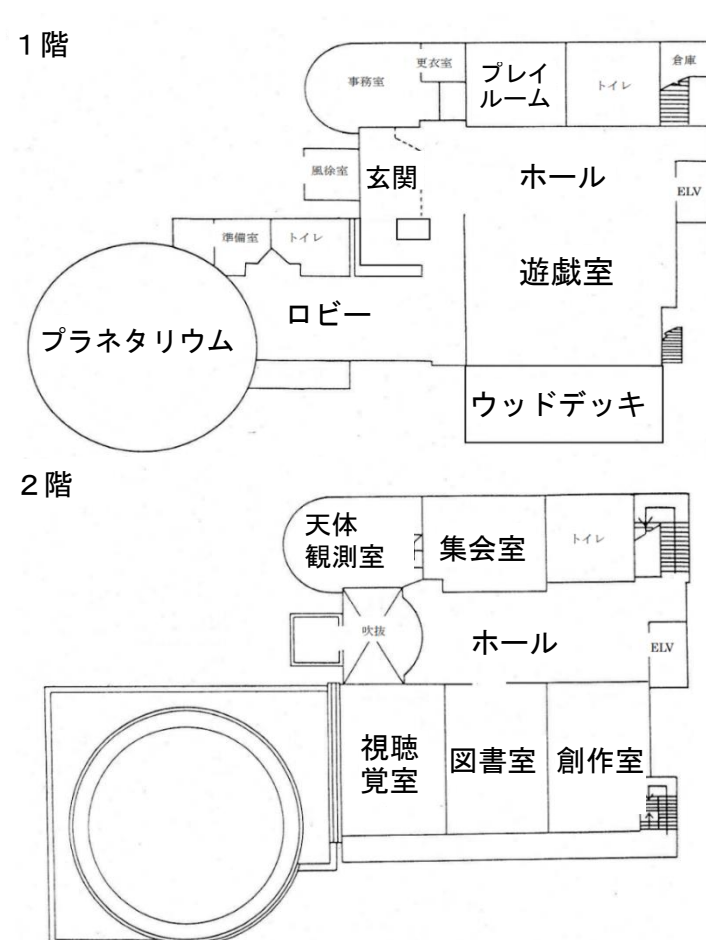 １階
事務室
更衣室
プレイ
ルーム
トイレ
倉庫
風徐室
玄関
ホール
ELV
準備室
トイレ
遊戯室
ロビー
プラネタリウム
ウッドデッキ
２階
天体
観測室
集会室
トイレ
吹抜
ホール
ELV
視聴
覚室
図書室
創作室